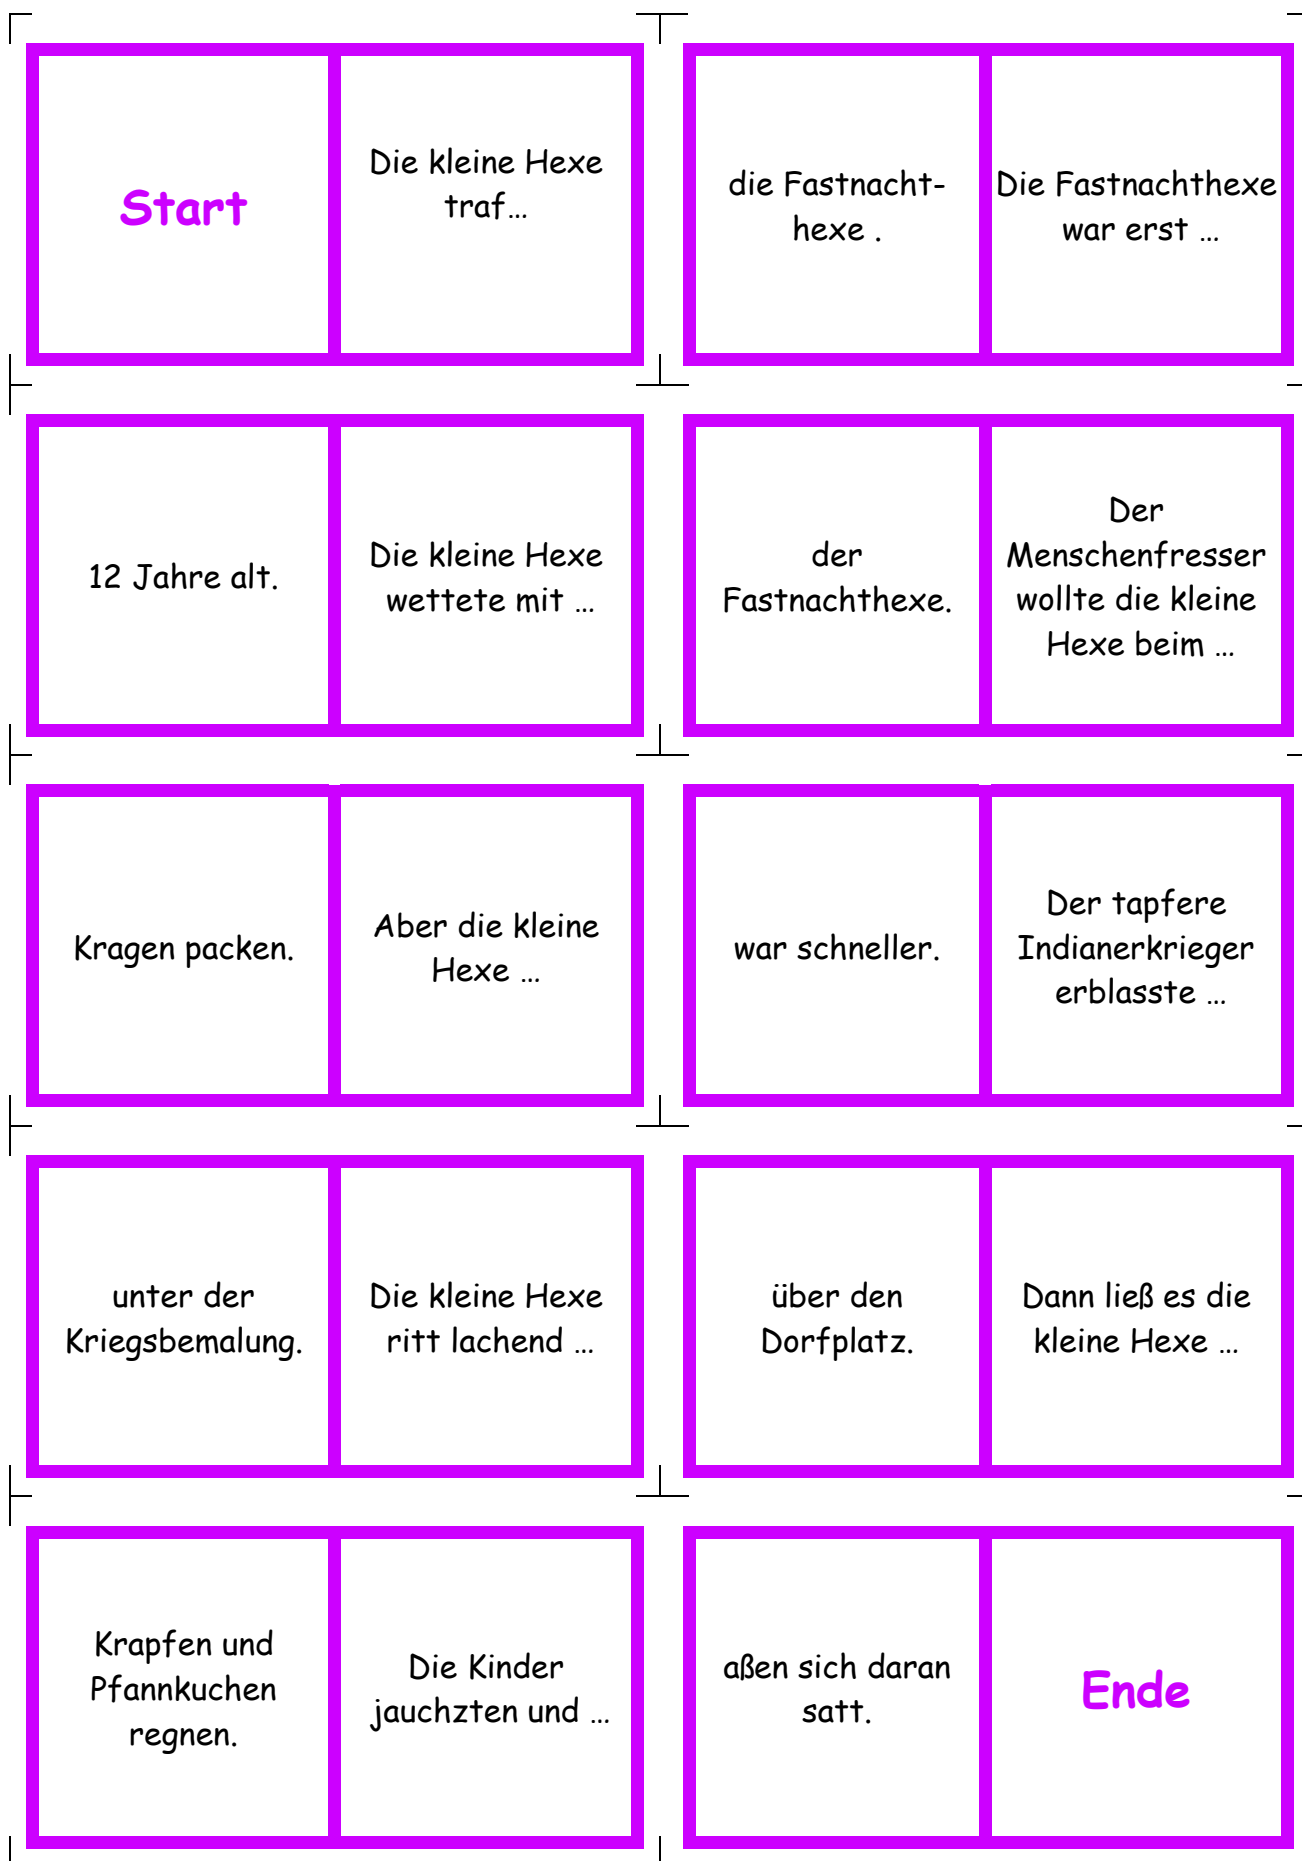 Start
Die kleine Hexe
traf…
die Fastnacht-
hexe .
Die Fastnachthexe
war erst …
12 Jahre alt.
Die kleine Hexe
wettete mit …
der
Fastnachthexe.
Der
Menschenfresser
wollte die kleine
Hexe beim …
Kragen packen.
Aber die kleine
Hexe …
war schneller.
Der tapfere
Indianerkrieger
erblasste …
unter der
Kriegsbemalung.
Die kleine Hexe
ritt lachend …
über den
Dorfplatz.
Dann ließ es die
kleine Hexe …
Krapfen und
Pfannkuchen
regnen.
Die Kinder
jauchzten und …
aßen sich daran
satt.
Ende